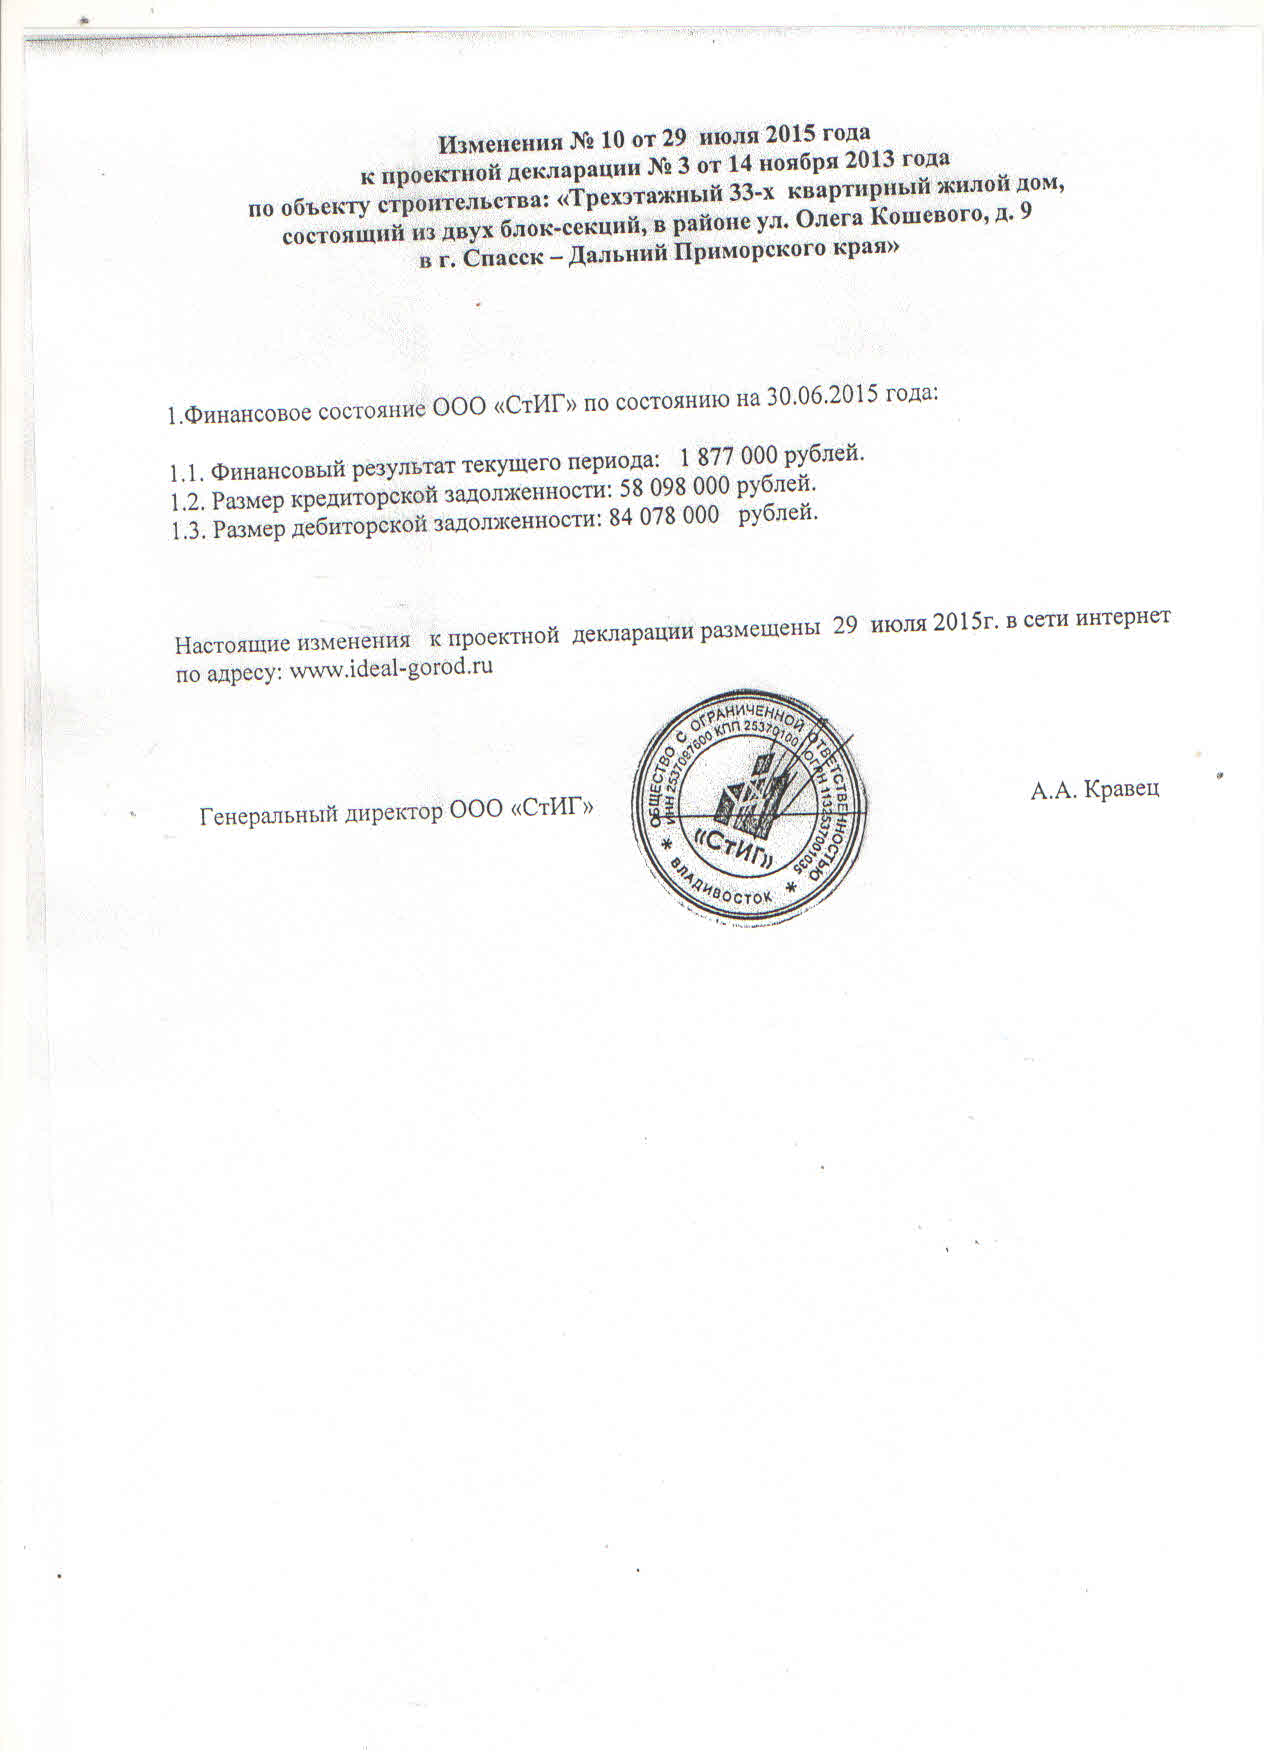 Изменения № 10 от 29 июля 2015 года
к проектной декларации № 3 от 14 ноября 2013 года
по объекту строительства: «Трехэтажный 33-х квартирный жилой дом,
состоящий из двух блок-секций, в районе ул. Олега Кошевого, д. 9
в г. Спасск – Дальний Приморского края»
1.Финансовое состояние ООО «СтИГ» по состоянию на 30.06.2015 года:
1.1. Финансовый результат текущего периода: 1 877 000 рублей.
1.2. Размер кредиторской задолженности: 58 098 000 рублей.
1.3. Размер дебиторской задолженности: 84 078 000 рублей.
Настоящие изменения к проектной декларации размещены 29 июля 2015г. в сети интернет
по адресу: www.ideal-gorod.ru
Генеральный директор ООО «СтИГ»
А.А. Кравец
ОБЩЕСТВО С ОГРАНИЧЕННОЙ ОТВЕТСТВЕННОСТЬЮ
ИНН 2537097600 КПП 253701001 ОГРН 1132537001035
«СтИГ»
* ВЛАДИВОСТОК *